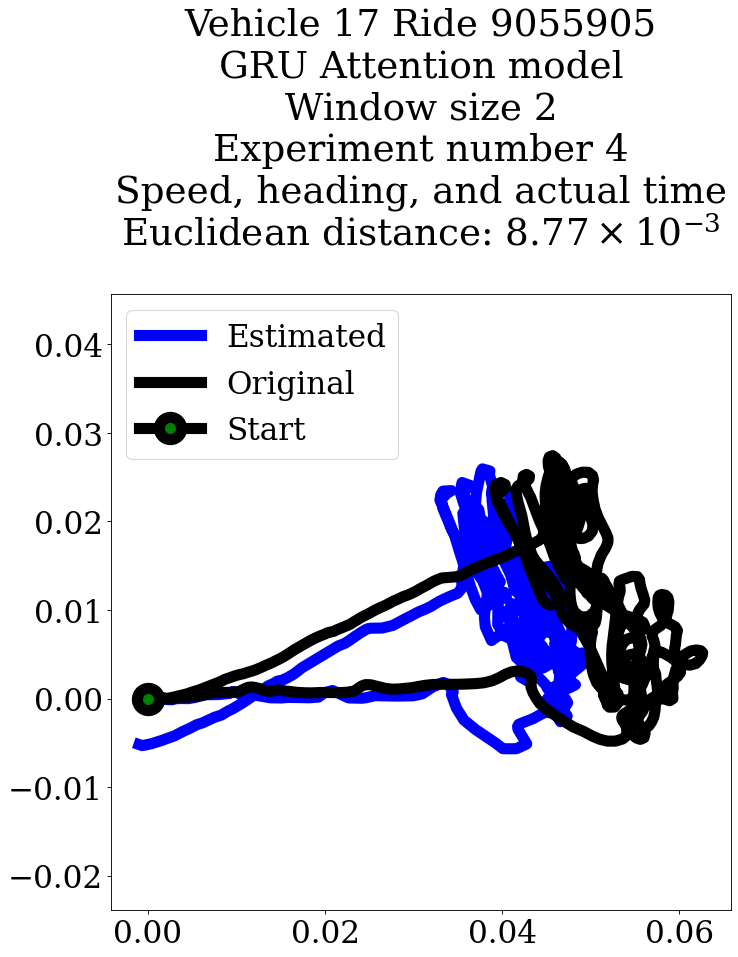 Vehicle 17 Ride 9055905
GRU Attention model
Window size 2
Experiment number 4
Speed, heading, and actual time
Euclidean distance: 8.77 × 10⁻³
Estimated
Original
Start
0.04
0.03
0.02
0.01
0.00
−0.01
−0.02
0.00 0.02 0.04 0.06